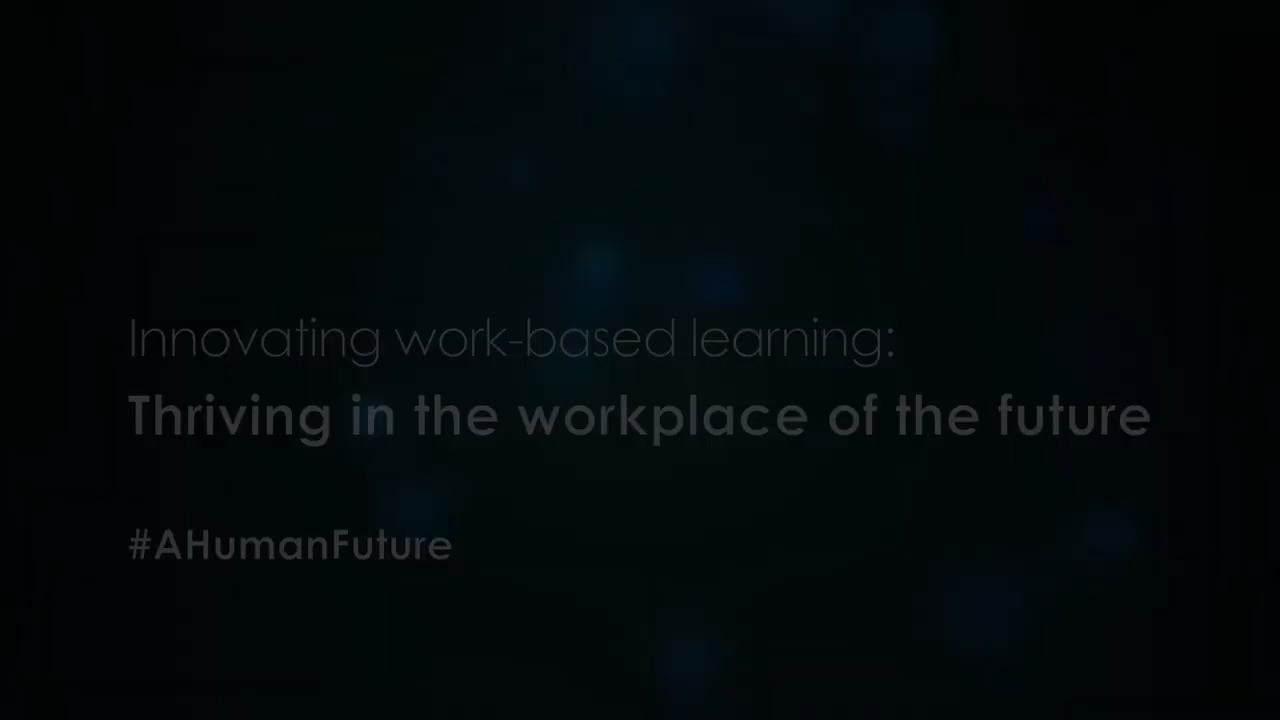 Innovating work-based learning:
Thriving in the workplace of the future
#AHumanFuture